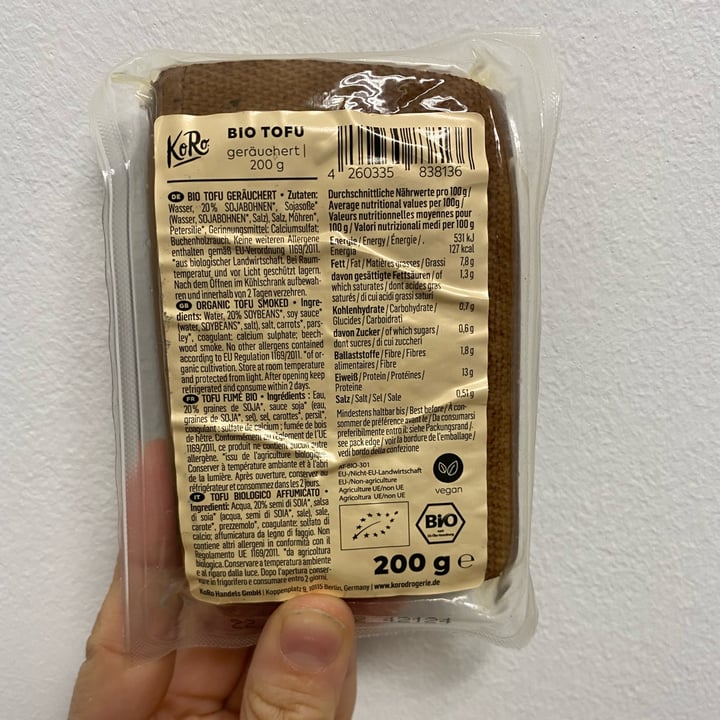 KoRo
BIO TOFU
geräuchert |
200 g
4 260335 838136
DE BIO TOFU GERÄUCHERT • Zutaten:
Wasser, 20% SOJABOHNEN*, Sojasoße*
(Wasser, SOJABOHNEN*, Salz), Salz, Möhren*,
Petersilie*, Gerinnungsmittel: Calciumsulfat;
Buchenholzrauch. Keine weiteren Allergene
enthalten gemäß EU-Verordnung 1169/2011.
*aus biologischer Landwirtschaft. Bei Raum-
temperatur und vor Licht geschützt lagern.
Nach dem Öffnen im Kühlschrank aufbewah-
ren und innerhalb von 2 Tagen verzehren.
GB • ORGANIC TOFU SMOKED • Ingre-
dients: Water, 20% SOYBEANS*, soy sauce*
(water, SOYBEANS*, salt), salt, carrots*, pars-
ley*, coagulant: calcium sulphate; beech-
wood smoke. No other allergens contained
according to EU Regulation 1169/2011. *of or-
ganic cultivation. Store at room temperature
and protected from light. After opening keep
refrigerated and consume within 2 days.
FR • TOFU FUMÉ BIO • Ingrédients : Eau,
20% graines de SOJA*, sauce soja* (eau,
graines de SOJA*, sel), sel, carottes*, persil*,
coagulant : sulfate de calcium ; fumée de bois
de hêtre. Conformément au règlement de l'UE
1169/2011, ce produit ne contient aucun autre
allergène. *issu de l'agriculture biologique.
Conserver à température ambiante et à l'abri
de la lumière. Après ouverture, conservez au
réfrigérateur et consommez dans les 2 jours.
IT • TOFU BIOLOGICO AFFUMICATO •
Ingredienti: Acqua, 20% semi di SOIA*, salsa
di soia* (acqua, semi di SOIA*, sale), sale,
carote*, prezzemolo*, coagulante: solfato di
calcio; affumicatura da legno di faggio. Non
contiene altri allergeni in conformità con il
Regolamento UE 1169/2011. *da agricoltura
biologica. Conservare a temperatura ambiente
e al riparo dalla luce. Dopo l'apertura conser-
vare in frigorifero e consumare entro 2 giorni.
Durchschnittliche Nährwerte pro 100g /
Average nutritional values per 100g /
Valeurs nutritionnelles moyennes pour
100 g / Valori nutrizionali medi per 100 g
Energie / Energy / Énergie / 531 kJ
Energia 127 kcal
Fett / Fat / Matières grasses / Grassi 7,8 g
davon gesättigte Fettsäuren / of 1,3 g
which saturates / dont acides gras
saturés / di cui acidi grassi saturi
Kohlenhydrate / Carbohydrate / 0,7 g
Glucides / Carboidrati
davon Zucker / of which sugars / 0,6 g
dont sucres / di cui zuccheri
Ballaststoffe / Fibre / Fibres 1,8 g
alimentaires / Fibre
Eiweiß / Protein / Protéines / 13 g
Proteine
Salz / Salt / Sel / Sale 0,51 g
Mindestens haltbar bis / Best before / A con-
sommer de préférence avant le / Da consumarsi
preferibilmente entro il: siehe Packungsrand /
see pack edge / voir la bordure de l'emballage /
vedi bordo della confezione
AT-BIO-301
EU-/Nicht-EU-Landwirtschaft
EU-/Non-agriculture
Agriculture UE/non UE
Agricoltura UE/non UE
vegan
BiO
200 g e
KoRo Handels GmbH | Koppenplatz 9, 10115 Berlin, Germany | www.korodrogerie.de
42124